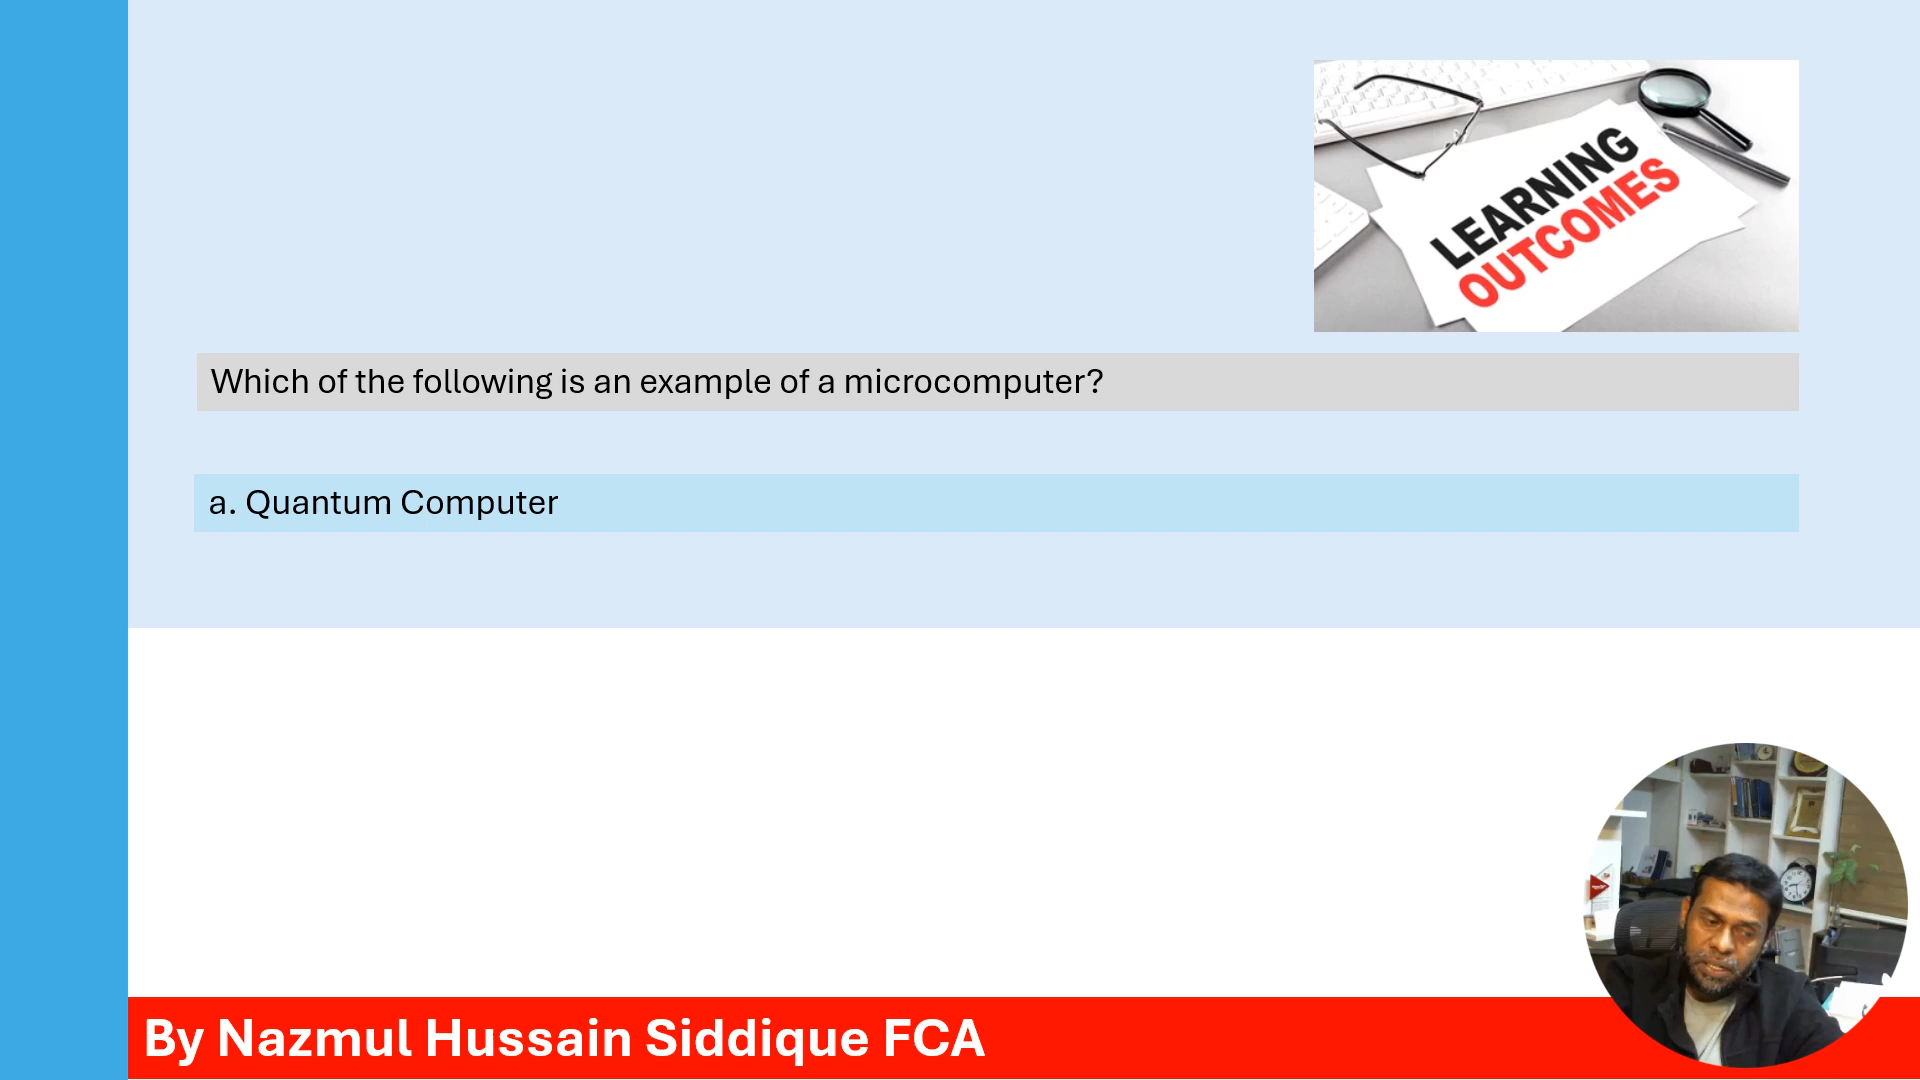 LEARNING
OUTCOMES
Which of the following is an example of a microcomputer?
a. Quantum Computer
By Nazmul Hussain Siddique FCA